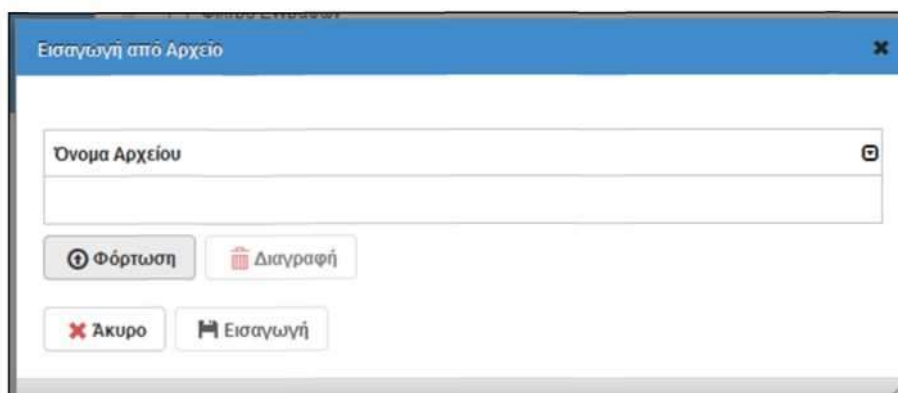 Εισαγωγή από Αρχείο
Όνομα Αρχείου
Φόρτωση Διαγραφή
Άκυρο Εισαγωγή